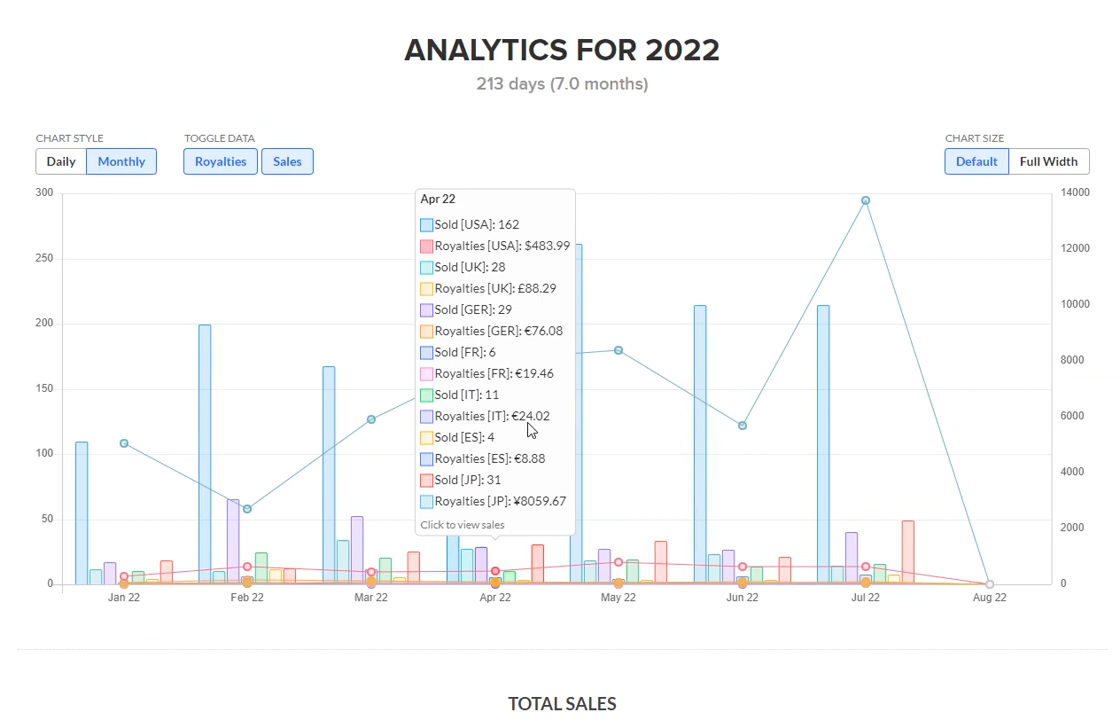 ANALYTICS FOR 2022
213 days (7.0 months)
CHART STYLE
Daily Monthly
TOGGLE DATA
Royalties Sales
CHART SIZE
Default Full Width
300
250
200
150
100
50
0
14000
12000
10000
8000
6000
4000
2000
0
Apr 22
Sold [USA]: 162
Royalties [USA]: $483.99
Sold [UK]: 28
Royalties [UK]: £88.29
Sold [GER]: 29
Royalties [GER]: €76.08
Sold [FR]: 6
Royalties [FR]: €19.46
Sold [IT]: 11
Royalties [IT]: €24.02
Sold [ES]: 4
Royalties [ES]: €8.88
Sold [JP]: 31
Royalties [JP]: ¥8059.67
Click to view sales
Jan 22 Feb 22 Mar 22 Apr 22 May 22 Jun 22 Jul 22 Aug 22
TOTAL SALES